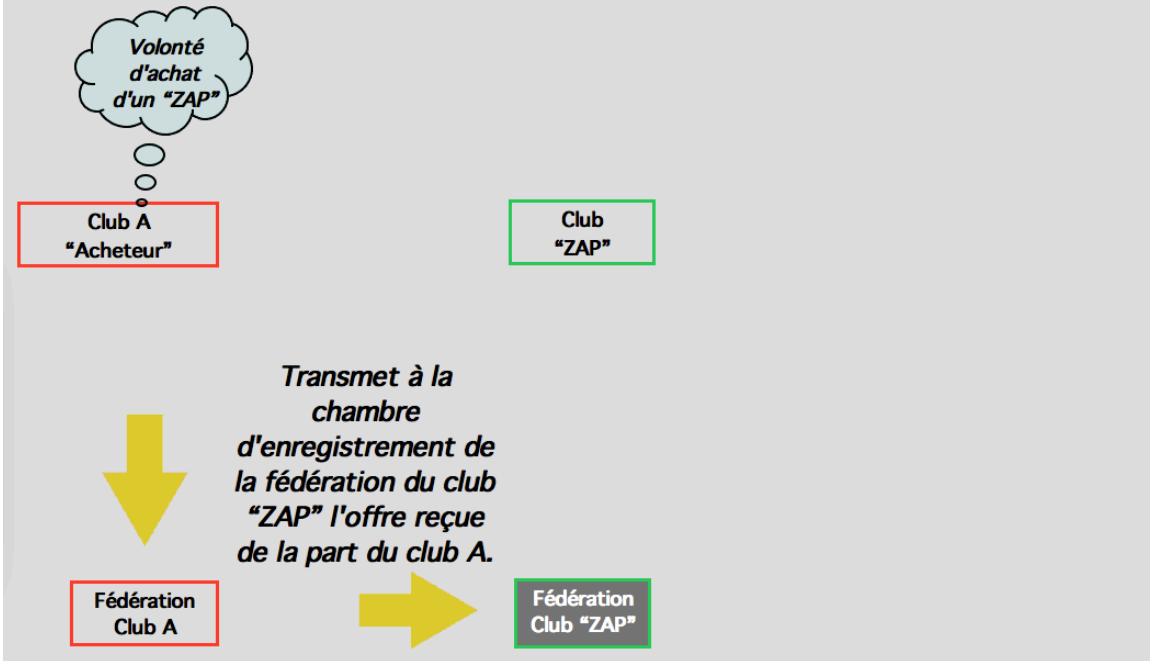 Volonté
d'achat
d'un “ZAP”
Club A
“Acheteur”
Club
“ZAP”
Transmet à la
chambre
d'enregistrement de
la fédération du club
“ZAP” l'offre reçue
de la part du club A.
Fédération
Club A
Fédération
Club “ZAP”